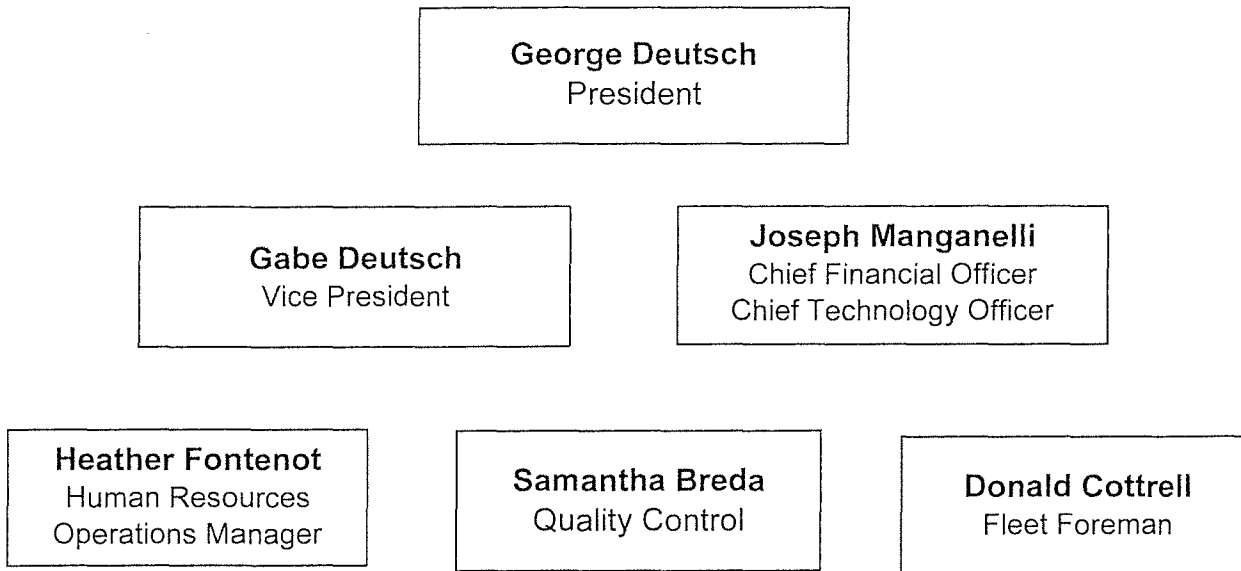 George Deutsch
President
Gabe Deutsch
Vice President
Joseph Manganelli
Chief Financial Officer
Chief Technology Officer
Heather Fontenot
Human Resources
Operations Manager
Samantha Breda
Quality Control
Donald Cottrell
Fleet Foreman